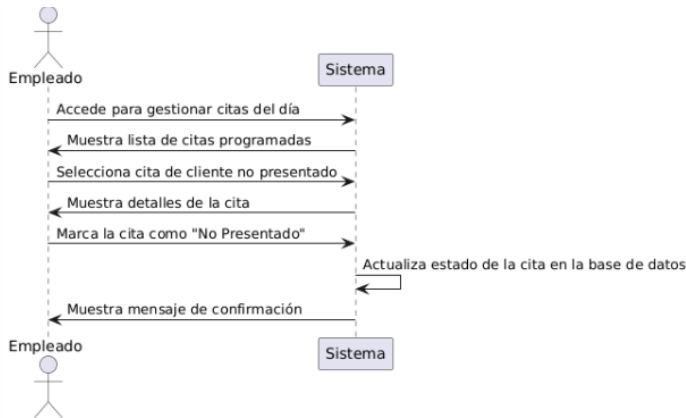 Empleado
Sistema
Accede para gestionar citas del día
Muestra lista de citas programadas
Selecciona cita de cliente no presentado
Muestra detalles de la cita
Marca la cita como "No Presentado"
Actualiza estado de la cita en la base de datos
Muestra mensaje de confirmación
Empleado
Sistema